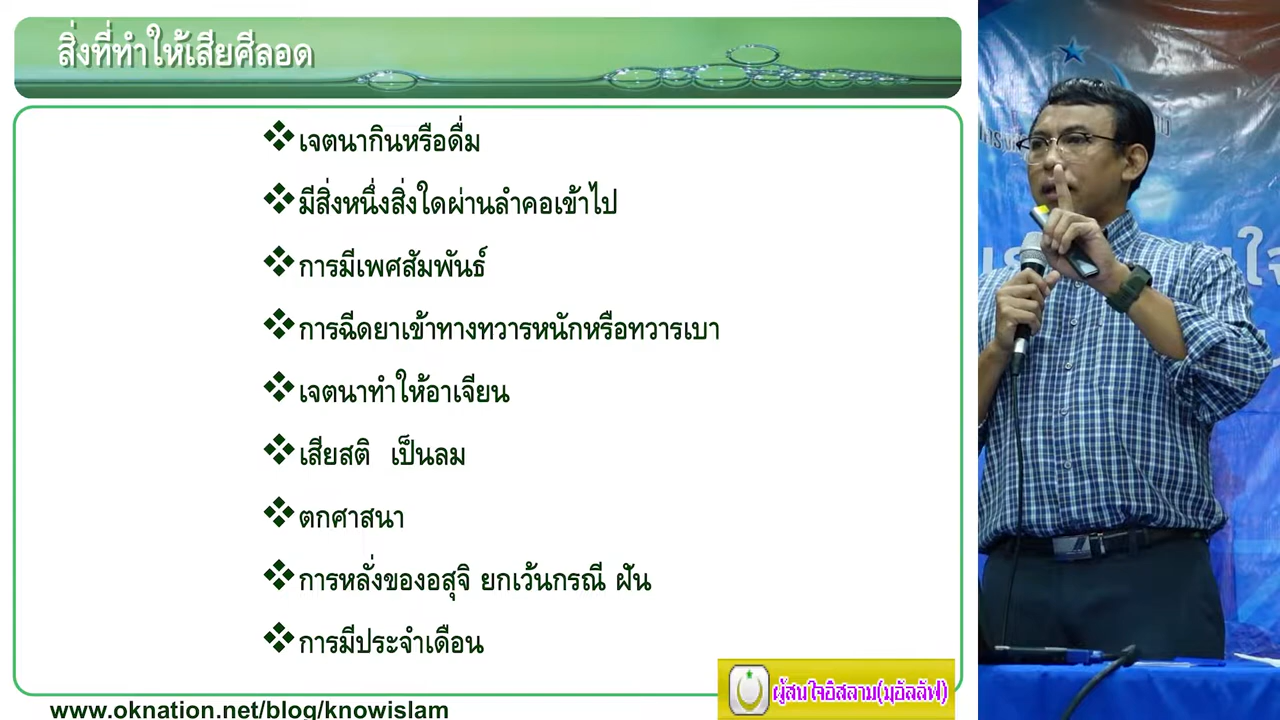 สิ่งที่ทำให้เสียศีลอด
เจตนากินหรือดื่ม
มีสิ่งหนึ่งสิ่งใดผ่านลำคอเข้าไป
การมีเพศสัมพันธ์
การฉีดยาเข้าทางทวารหนักหรือทวารเบา
เจตนาทำให้อาเจียน
เสียสติ เป็นลม
ตกศาสนา
การหลั่งของอสุจิ ยกเว้นกรณี ฝัน
การมีประจำเดือน
ผู้สนใจอิสลาม(มุอัลลัฟ)
www.oknation.net/blog/knowislam